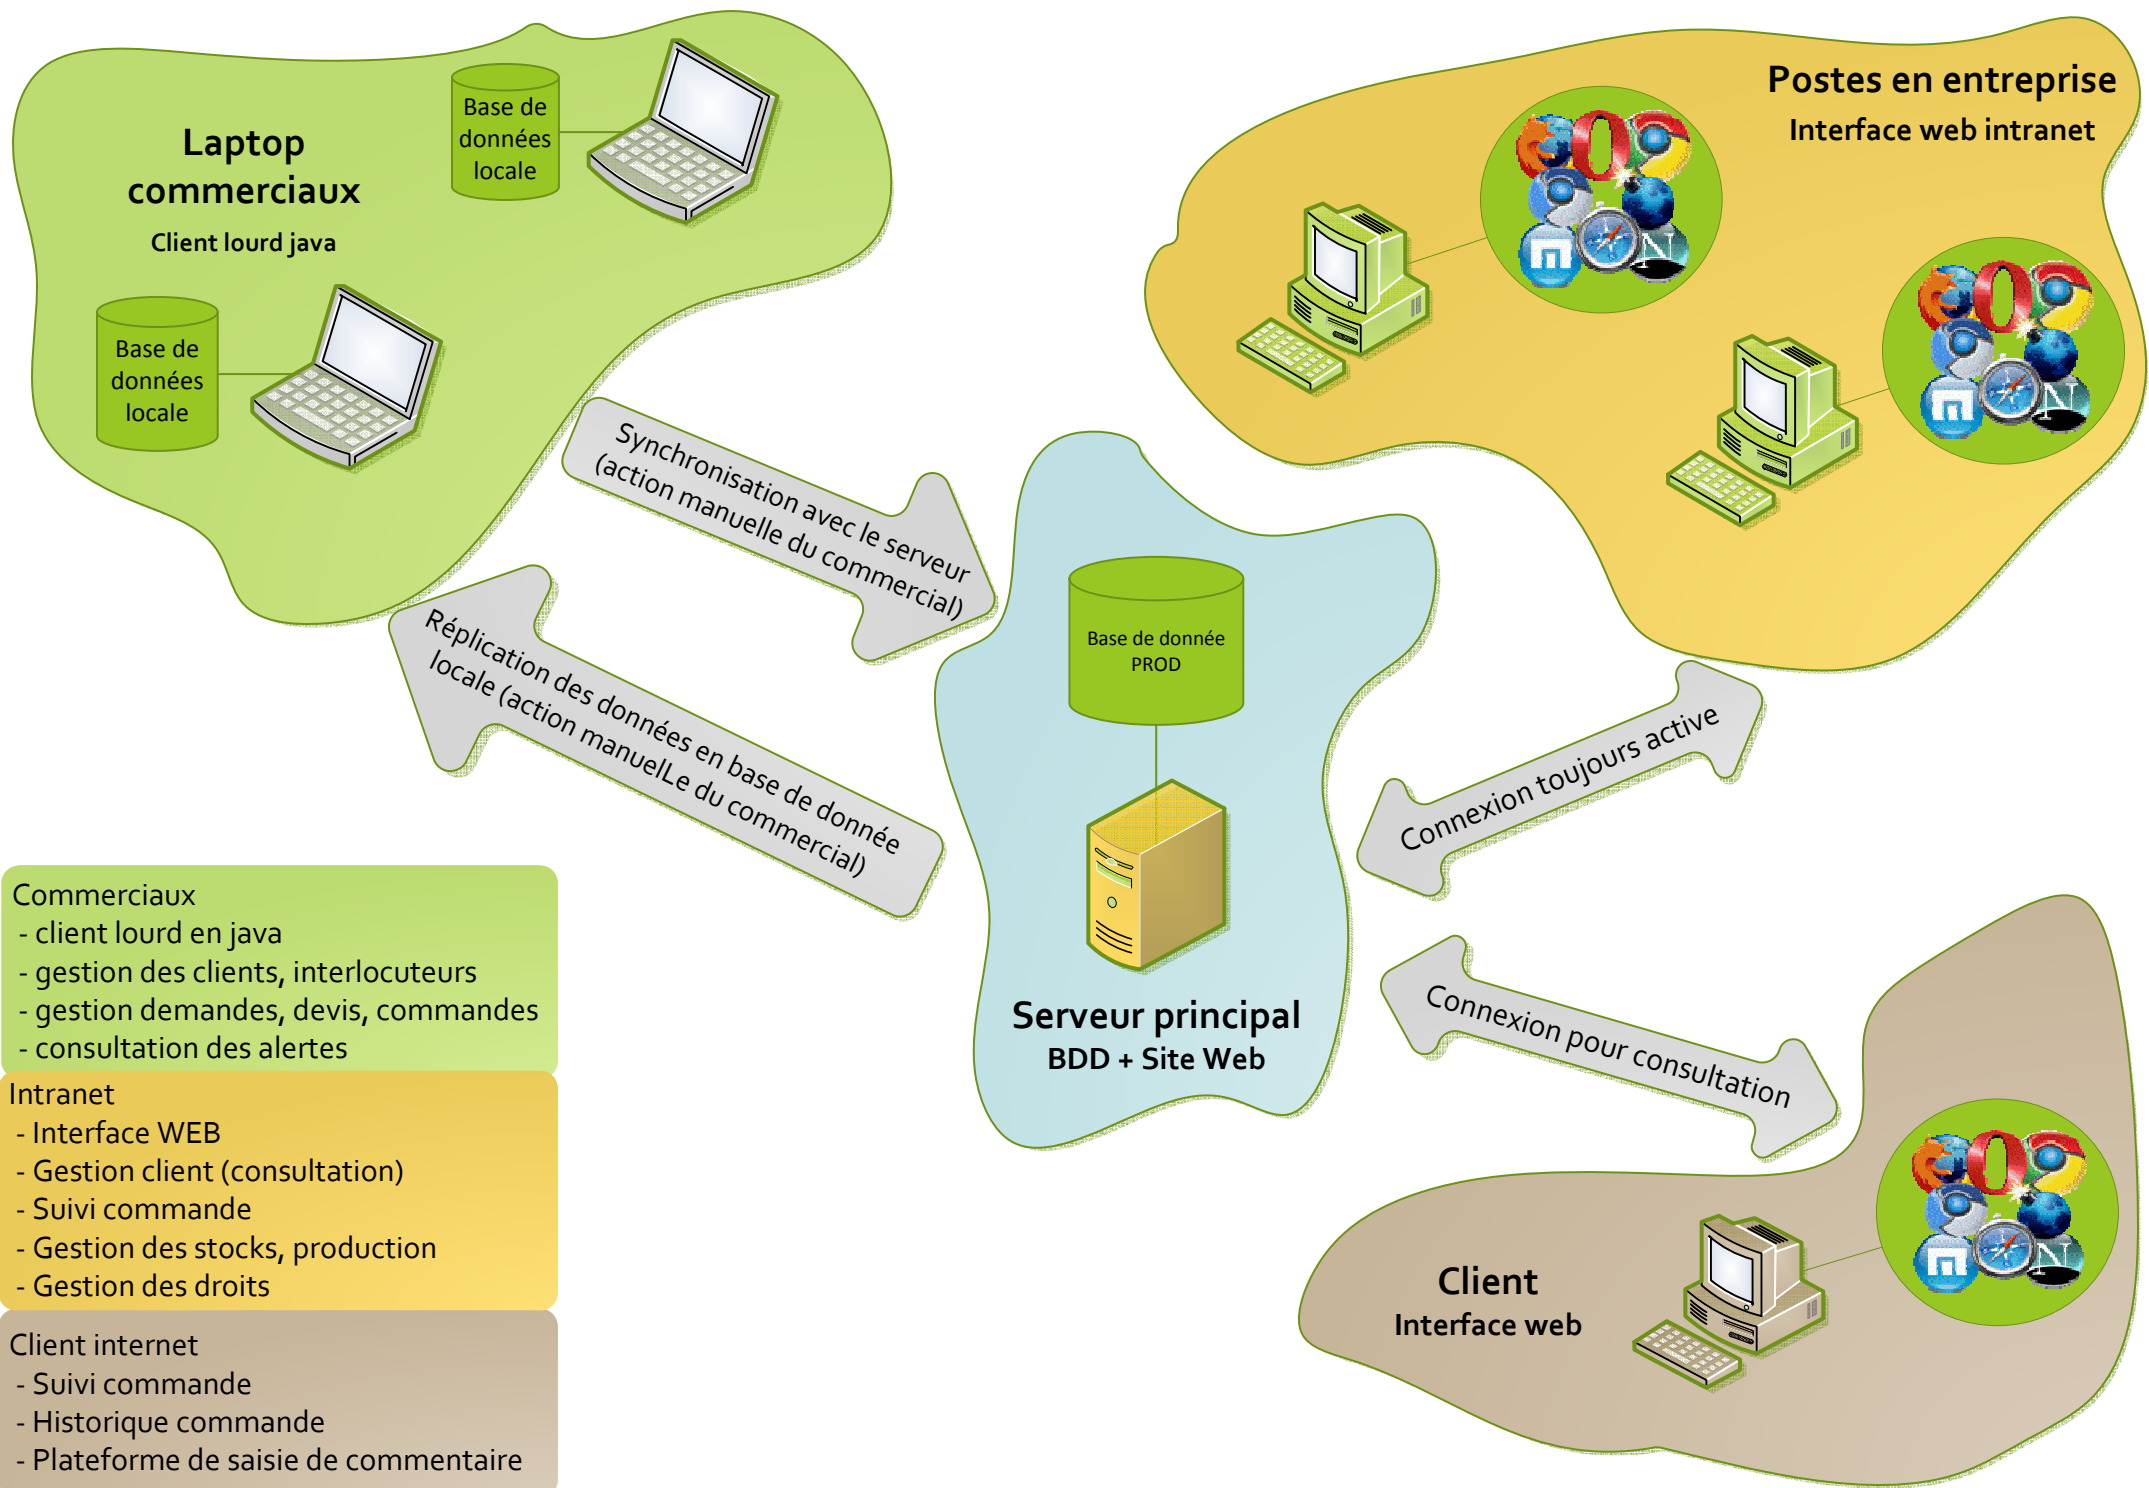 Laptop
commerciaux
Client lourd java
Base de
données
locale
Base de
données
locale
Postes en entreprise
Interface web intranet
N
N
Synchronisation avec le serveur
(action manuelle du commercial)
Réplication des données en base de donnée
locale (action manuelLe du commercial)
Base de donnée
PROD
Serveur principal
BDD + Site Web
Connexion toujours active
Connexion pour consultation
Client
Interface web
N
Commerciaux
- client lourd en java
- gestion des clients, interlocuteurs
- gestion demandes, devis, commandes
- consultation des alertes
Intranet
- Interface WEB
- Gestion client (consultation)
- Suivi commande
- Gestion des stocks, production
- Gestion des droits
Client internet
- Suivi commande
- Historique commande
- Plateforme de saisie de commentaire